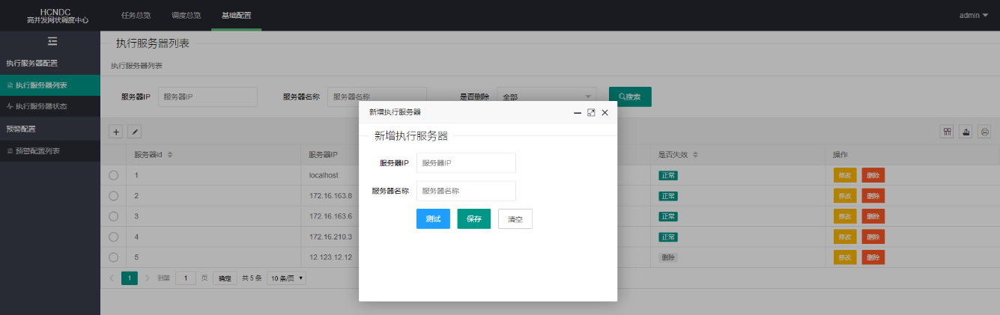 HCNDC
高并发网状调度中心
任务总览
调度总览
基础配置
admin
执行服务器配置
执行服务器列表
执行服务器状态
预警配置
预警配置列表
执行服务器列表
执行服务器列表
服务器IP
服务器IP
服务器名称
服务器名称
是否删除
全部
搜索
服务器id
服务器IP
是否失效
操作
1
localhost
正常
修改
删除
2
172.16.163.8
正常
修改
删除
3
172.16.163.6
正常
修改
删除
4
172.16.210.3
正常
修改
删除
5
12.123.12.12
删除
修改
删除
1
到第
1
页
确定
共 5 条
10 条/页
新增执行服务器
新增执行服务器
服务器IP
服务器IP
服务器名称
服务器名称
测试
保存
清空